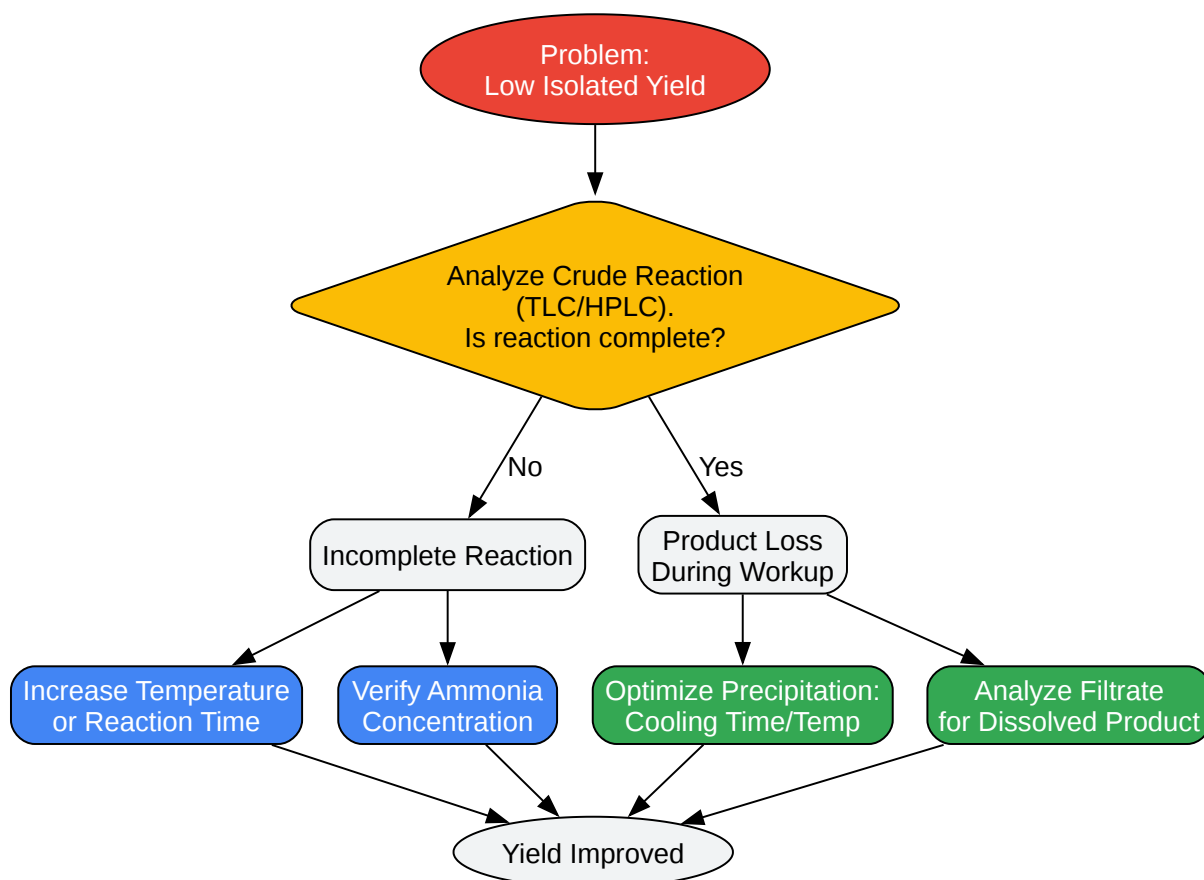 Problem:
Low Isolated Yield
Analyze Crude Reaction
(TLC/HPLC).
Is reaction complete?
No
Yes
Incomplete Reaction
Product Loss
During Workup
Increase Temperature
or Reaction Time
Verify Ammonia
Concentration
Optimize Precipitation:
Cooling Time/Temp
Analyze Filtrate
for Dissolved Product
Yield Improved